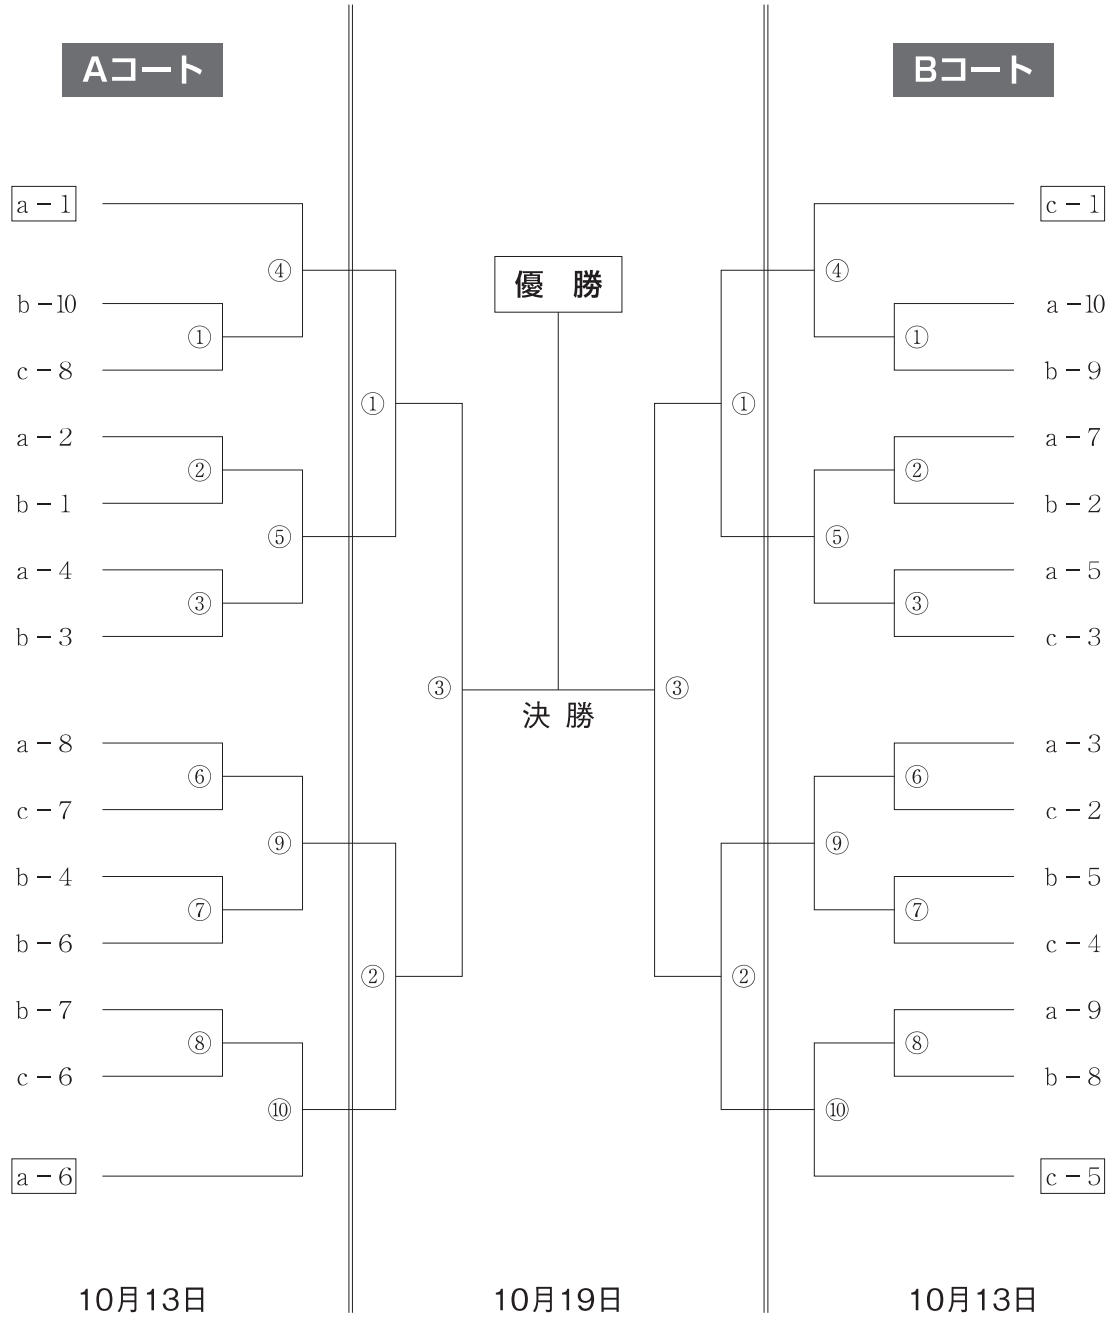 Aコート
Bコート
a－1
④
b－10
①
c－8
a－2
②
b－1
⑤
a－4
③
b－3
a－8
⑥
c－7
⑨
b－4
⑦
b－6
b－7
⑧
c－6
⑩
a－6
優 勝
①
①
③
③
決 勝
②
②
c－1
④
a－10
①
b－9
a－7
②
b－2
⑤
a－5
③
c－3
a－3
⑥
c－2
⑨
b－5
⑦
c－4
a－9
⑧
b－8
⑩
c－5
10月13日
10月19日
10月13日